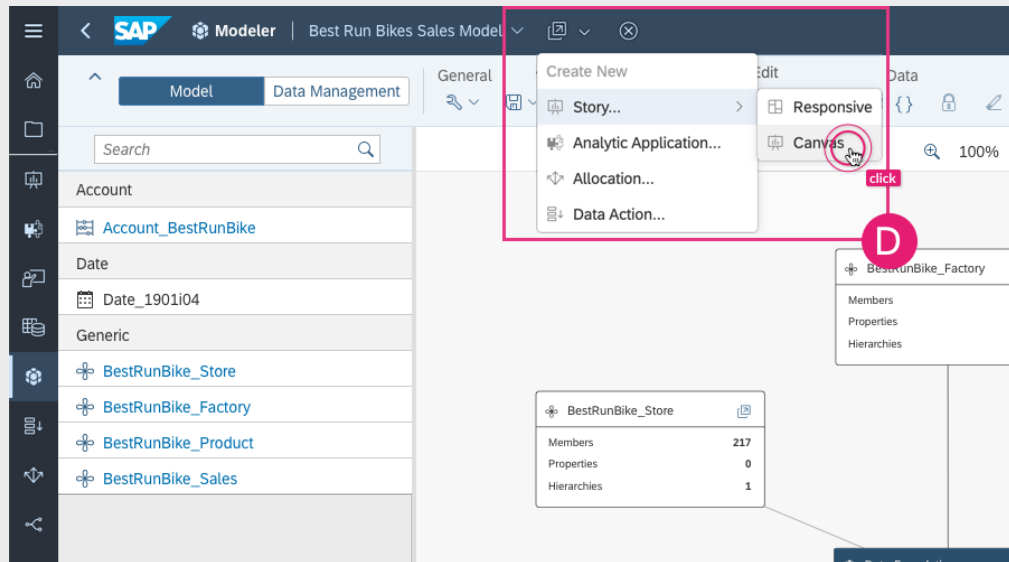 SAP Modeler Best Run Bikes Sales Model
Create New
Story...
Analytic Application...
Allocation...
Data Action...
Responsive
Canvas
click
D
General
Edit
Data
Model Data Management
100%
Search
Account
Account_BestRunBike
Date
Date_1901i04
Generic
BestRunBike_Store
BestRunBike_Factory
BestRunBike_Product
BestRunBike_Sales
BestRunBike_Factory
Members
Properties
Hierarchies
BestRunBike_Store
Members 217
Properties 0
Hierarchies 1